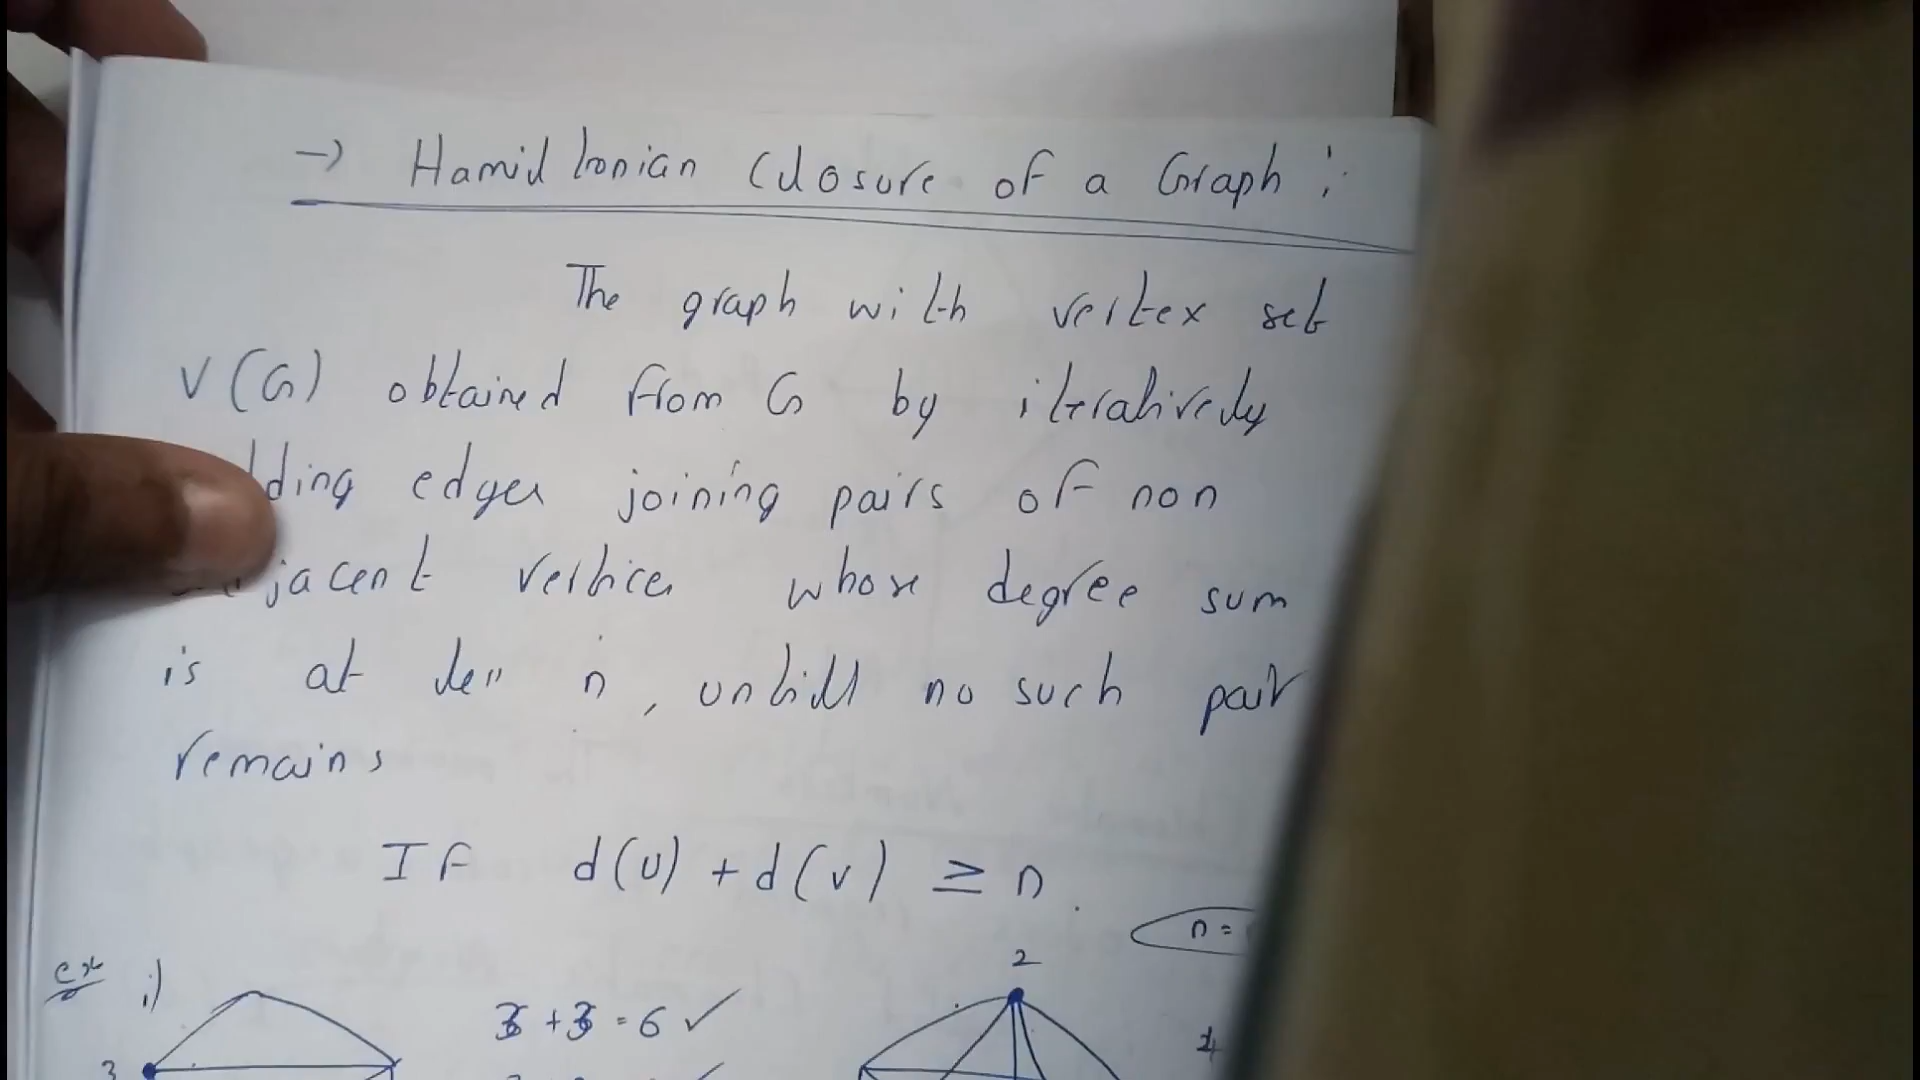 → Hamiltonian Closure of a Graph :
The graph with vertex set
V(G) obtained from G by iteratively
dding edges joining pairs of non
jacent vertices whose degree sum
is at n, untill no such pair
remains
IF d(u) + d(v) ≥ n.
n =
2
ex i)
3 + 3 = 6 ✓
3